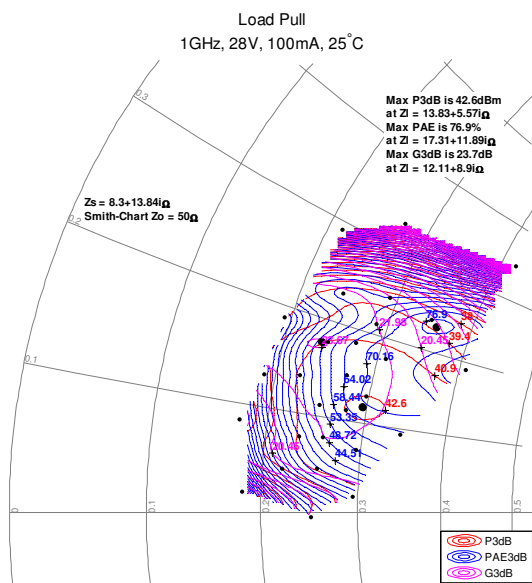 Load Pull
1GHz, 28V, 100mA, 25°C
Max P3dB is 42.6dBm
at Zl = 13.83+5.57iΩ
Max PAE is 76.9%
at Zl = 17.31+11.89iΩ
Max G3dB is 23.7dB
at Zl = 12.11+8.9iΩ
0.3
Zs = 8.3+13.84iΩ
Smith-Chart Zo = 50Ω
0.2
76.9
21.93
39.4
20.45
70.16
40.9
0.1
64.02
58.44
42.6
53.35
48.72
20.45
44.51
0
0.1
0.2
0.3
0.4
0.5
P3dB
PAE3dB
G3dB